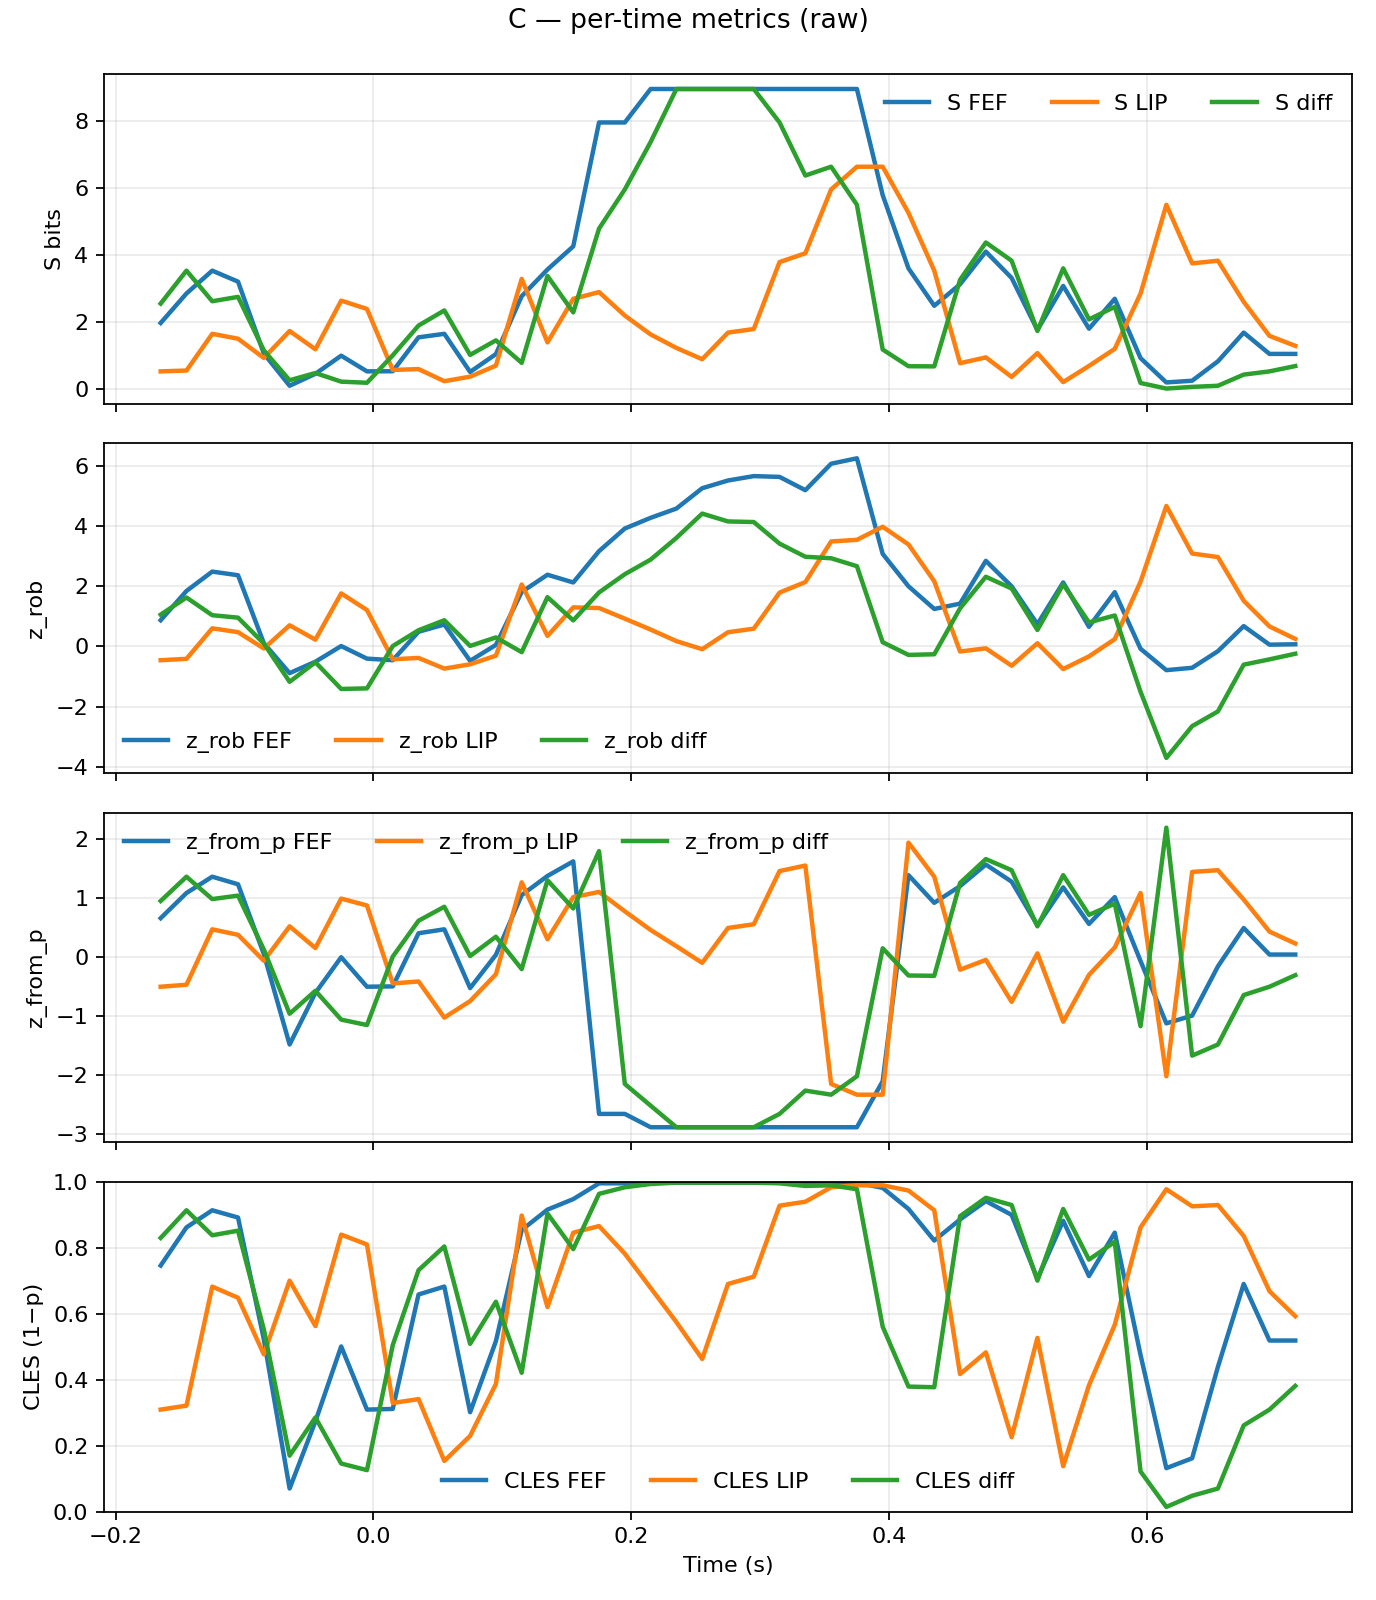 C — per-time metrics (raw)
S FEF S LIP S diff
8
6
4
2
0
S bits
6
4
2
0
−2
−4
z_rob
z_rob FEF z_rob LIP z_rob diff
z_from_p FEF z_from_p LIP z_from_p diff
2
1
0
−1
−2
−3
z_from_p
1.0
0.8
0.6
0.4
0.2
0.0
CLES (1−p)
CLES FEF CLES LIP CLES diff
−0.2 0.0 0.2 0.4 0.6
Time (s)